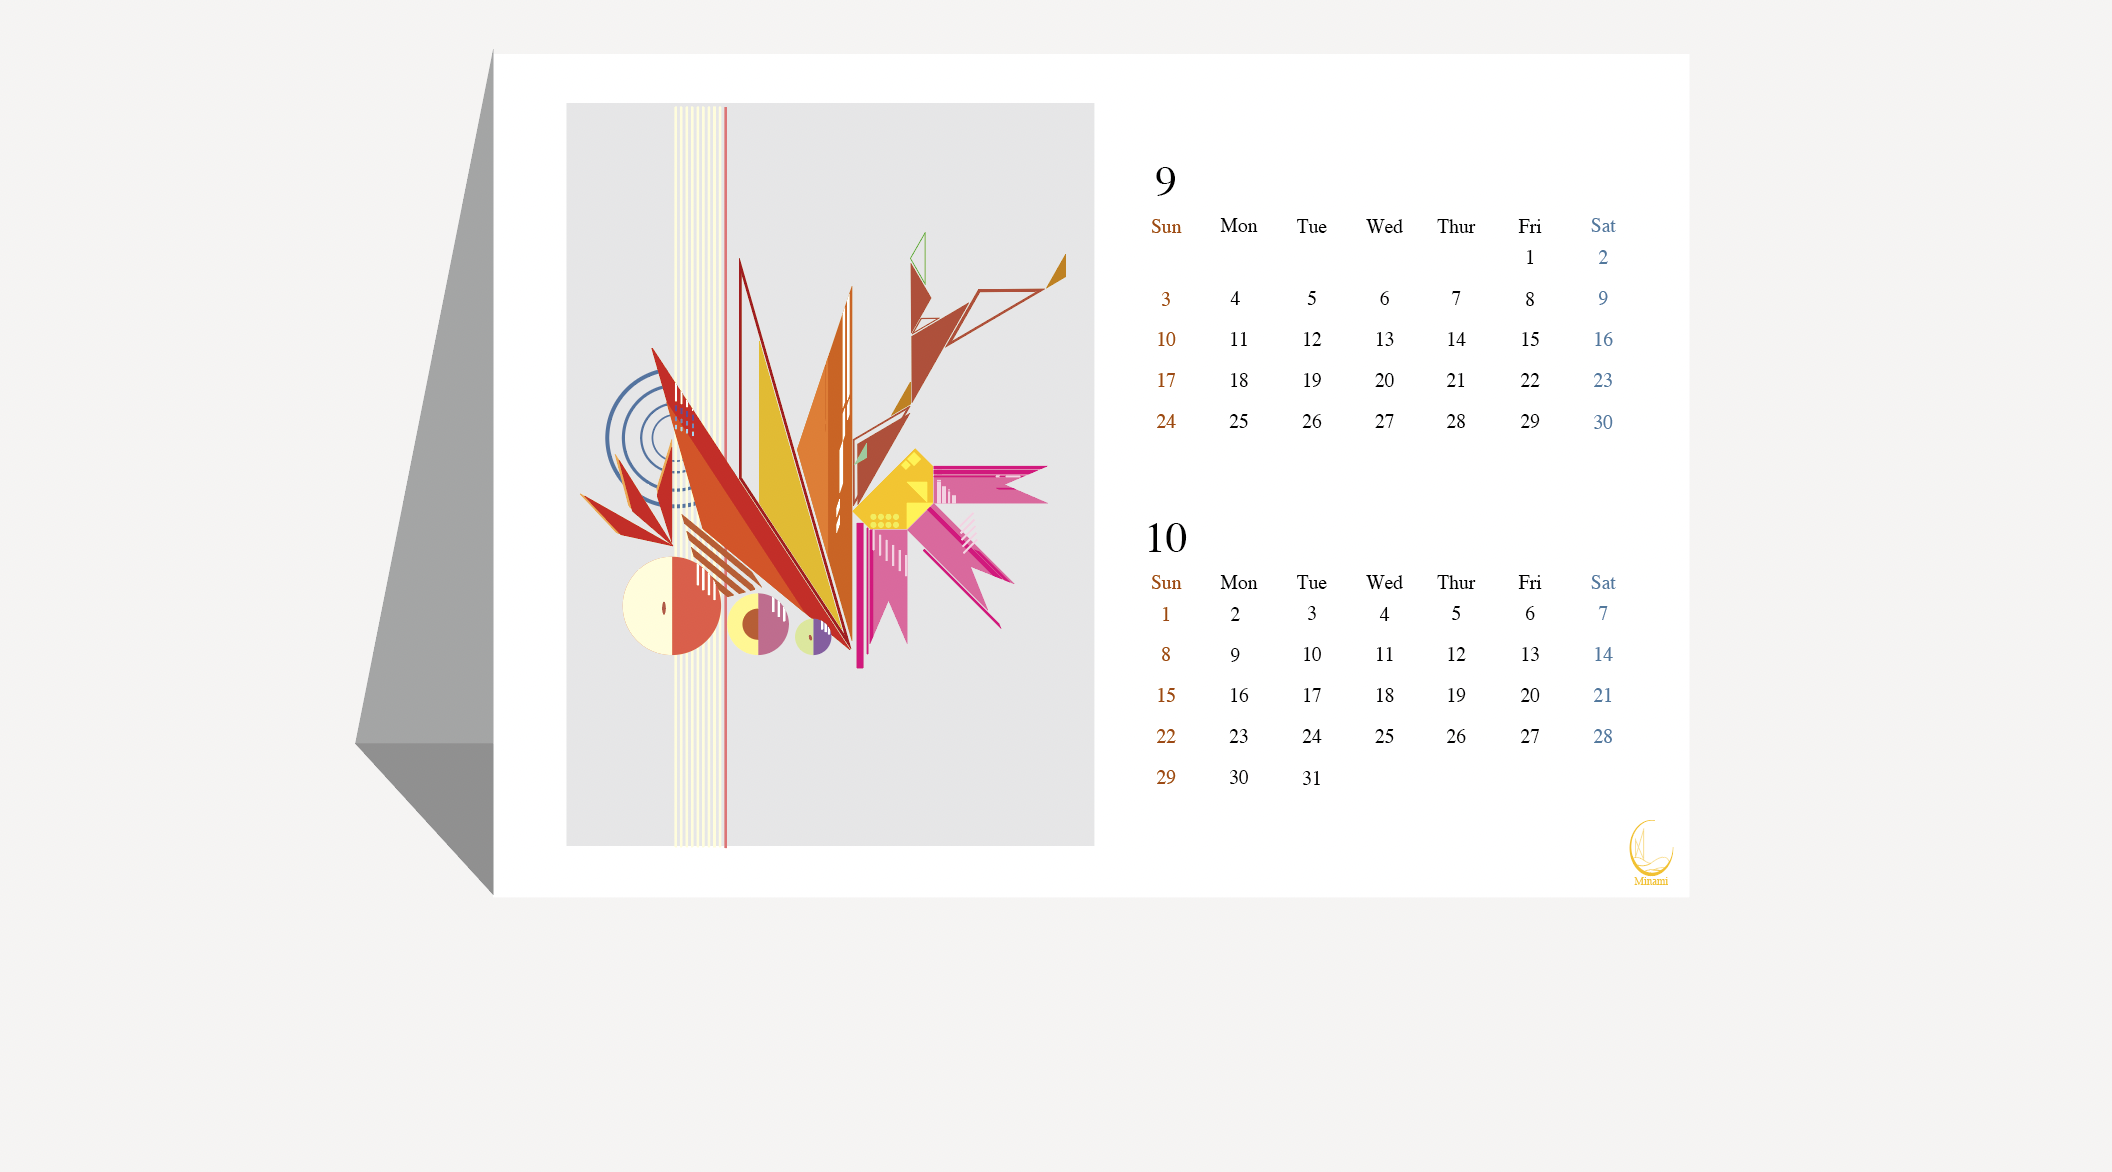 9
Sun Mon Tue Wed Thur Fri Sat
1 2
3 4 5 6 7 8 9
10 11 12 13 14 15 16
17 18 19 20 21 22 23
24 25 26 27 28 29 30
10
Sun Mon Tue Wed Thur Fri Sat
1 2 3 4 5 6 7
8 9 10 11 12 13 14
15 16 17 18 19 20 21
22 23 24 25 26 27 28
29 30 31
Minami